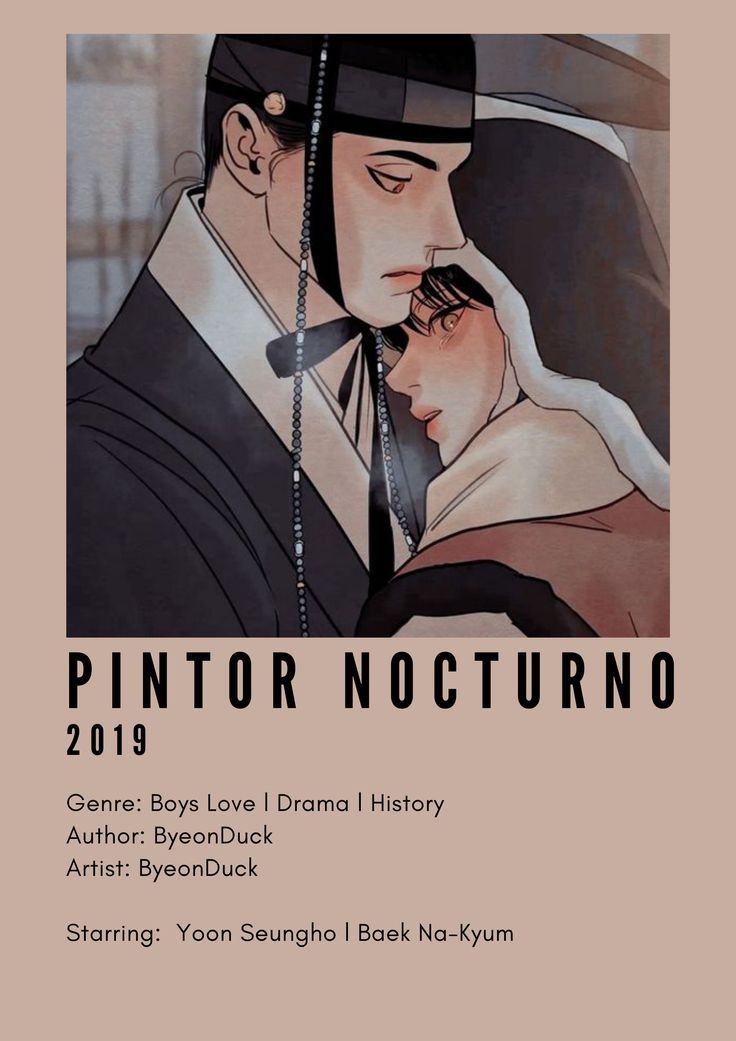 PINTOR NOCTURNO
2019
Genre: Boys Love | Drama | History
Author: ByeonDuck
Artist: ByeonDuck
Starring:  Yoon Seungho | Baek Na-Kyum